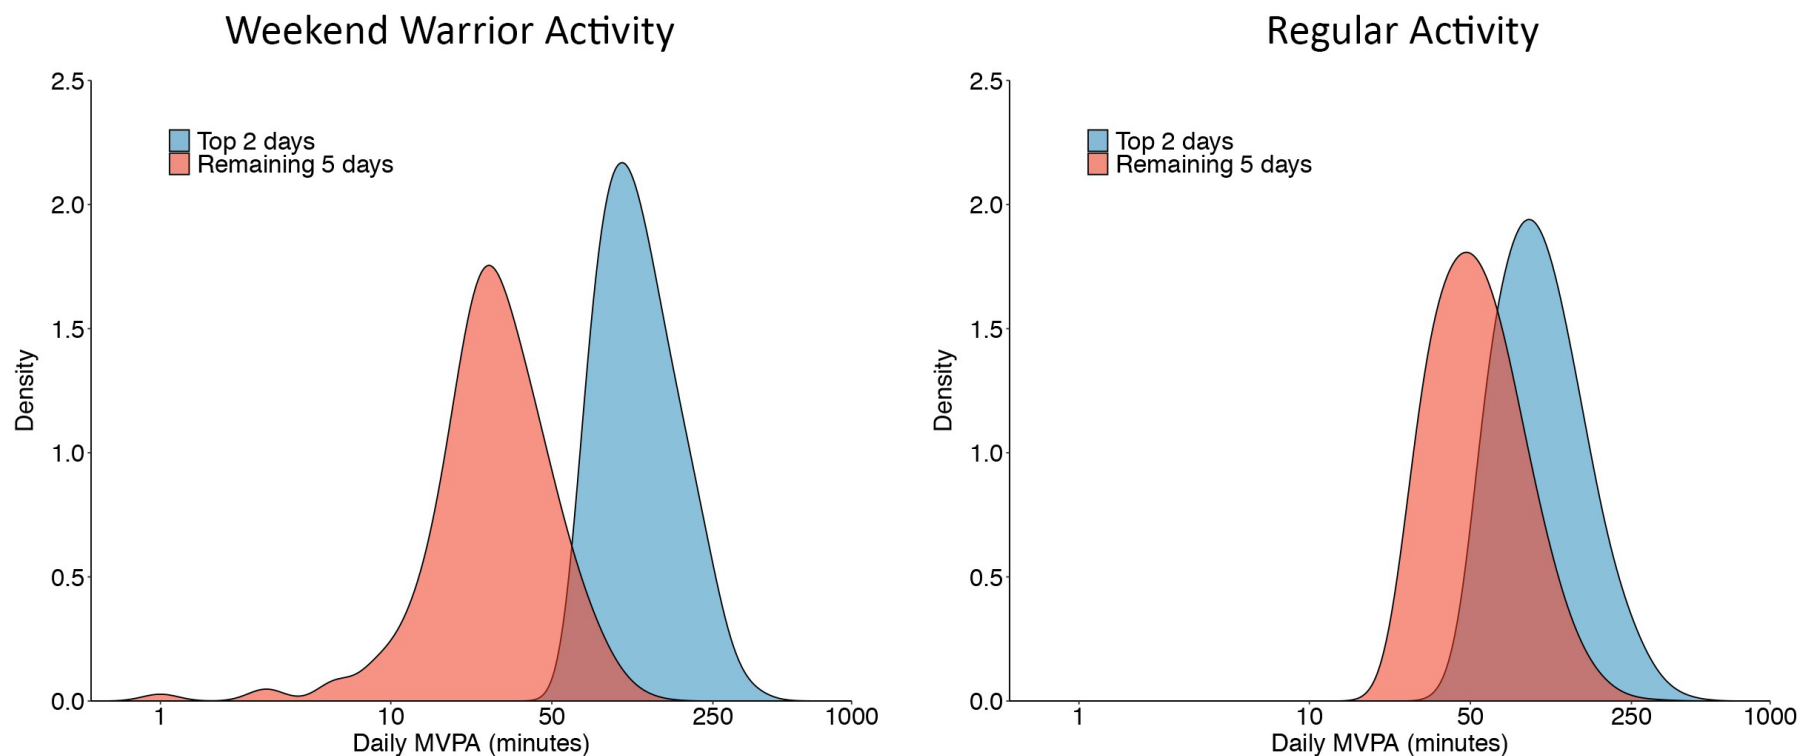 Weekend Warrior Activity
2.5
2.0
1.5
1.0
0.5
0.0
Density
Top 2 days
Remaining 5 days
1 10 50 250 1000
Daily MVPA (minutes)
Regular Activity
2.5
2.0
1.5
1.0
0.5
0.0
Density
Top 2 days
Remaining 5 days
1 10 50 250 1000
Daily MVPA (minutes)